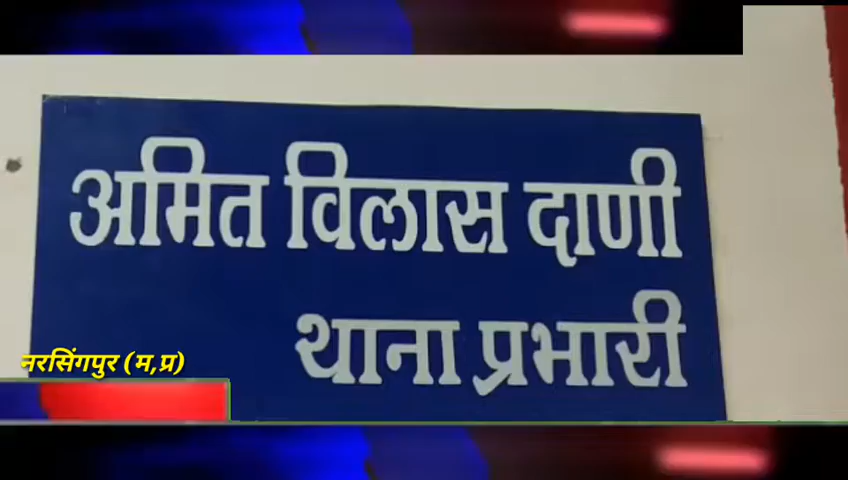 अमित विलास दाणी
थाना प्रभारी
नरसिंगपुर (म,प्र)